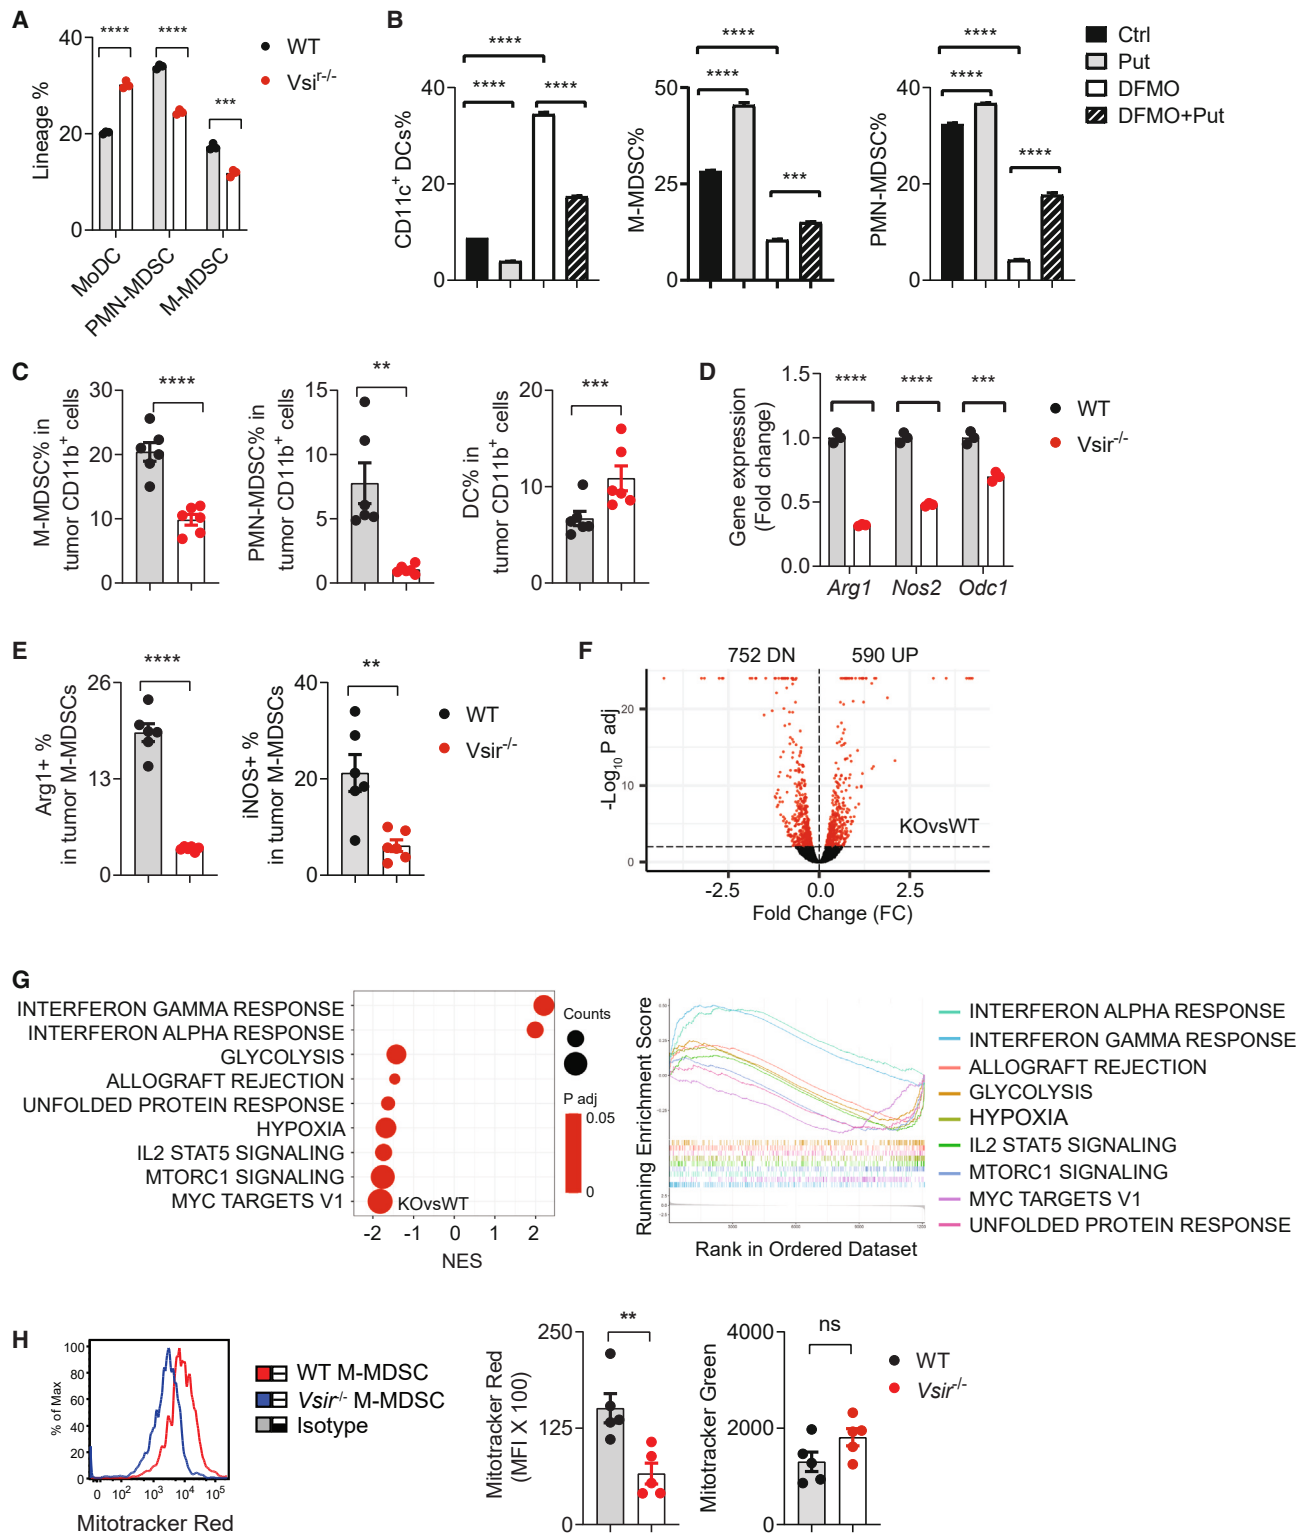 A
****
****
***
WT
Vsir-/-
Lineage %
40
20
0
MoDC
PMN-MDSC
M-MDSC
B
****
****
****
CD11c+ DCs%
40
20
0
****
****
***
M-MDSC%
50
25
0
****
****
****
PMN-MDSC%
40
20
0
Ctrl
Put
DFMO
DFMO+Put
C
****
M-MDSC% in
tumor CD11b+ cells
30
20
10
0
**
PMN-MDSC% in
tumor CD11b+ cells
15
10
5
0
***
DC% in
tumor CD11b+ cells
20
10
0
D
****
****
***
Gene expression
(Fold change)
1.5
1.0
0.5
0.0
Arg1 Nos2 Odc1
WT
Vsir-/-
E
****
Arg1+ %
in tumor M-MDSCs
26
13
0
**
iNOS+ %
in tumor M-MDSCs
40
20
0
WT
Vsir-/-
F
752 DN 590 UP
-Log10 P adj
20
10
0
KOvsWT
-2.5 0.0 2.5
Fold Change (FC)
G
INTERFERON GAMMA RESPONSE
INTERFERON ALPHA RESPONSE
GLYCOLYSIS
ALLOGRAFT REJECTION
UNFOLDED PROTEIN RESPONSE
HYPOXIA
IL2 STAT5 SIGNALING
MTORC1 SIGNALING
MYC TARGETS V1
KOvsWT
-2 -1 0 1 2
NES
Counts
P adj
0.05
0
Running Enrichment Score
Rank in Ordered Dataset
INTERFERON ALPHA RESPONSE
INTERFERON GAMMA RESPONSE
ALLOGRAFT REJECTION
GLYCOLYSIS
HYPOXIA
IL2 STAT5 SIGNALING
MTORC1 SIGNALING
MYC TARGETS V1
UNFOLDED PROTEIN RESPONSE
H
% of Max
100
80
60
40
20
0
0 10² 10³ 10⁴ 10⁵
Mitotracker Red
WT M-MDSC
Vsir-/- M-MDSC
Isotype
**
Mitotracker Red
(MFI X 100)
250
125
0
ns
Mitotracker Green
4000
2000
0
WT
Vsir-/-